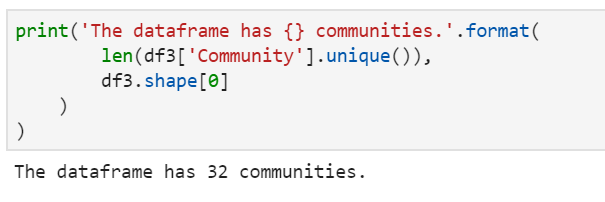 print('The dataframe has {} communities.'.format(
        len(df3['Community'].unique()),
        df3.shape[0]
    )
)
The dataframe has 32 communities.